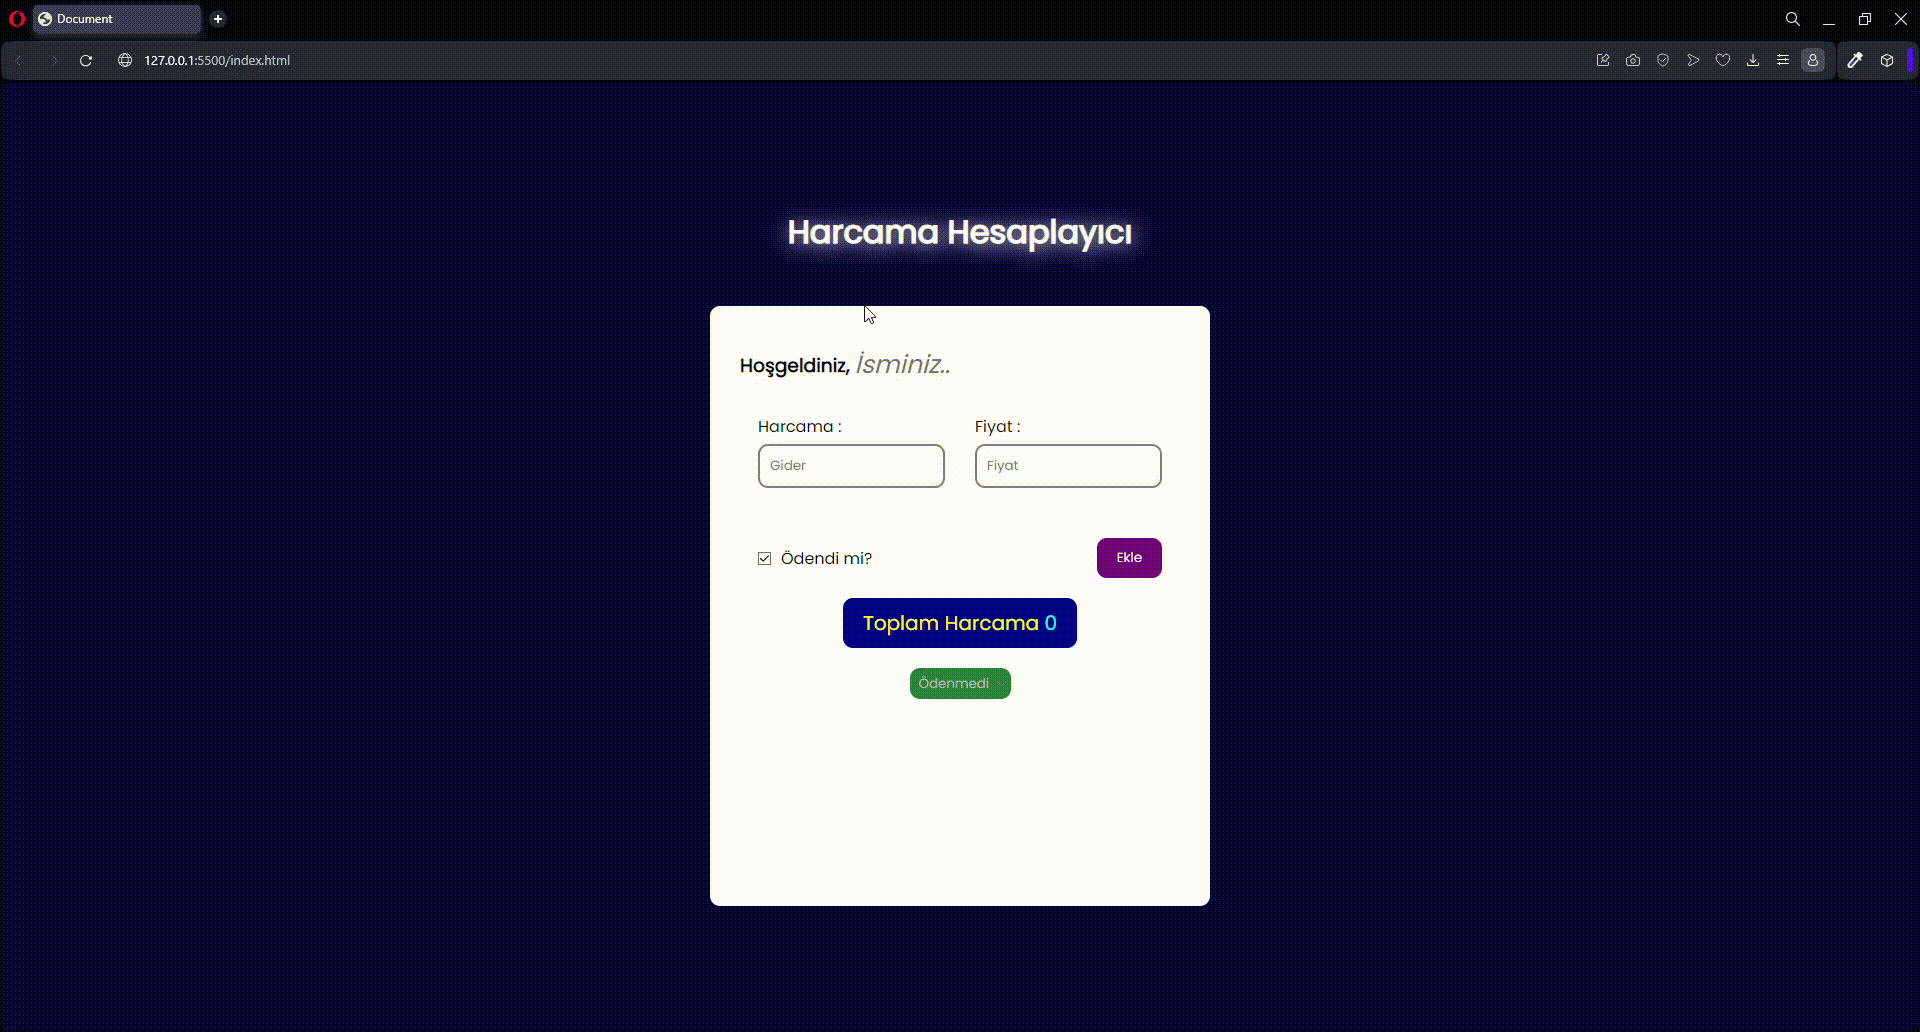 Document
127.0.0.1:5500/index.html
Harcama Hesaplayıcı
Hoşgeldiniz, İsminiz..
Harcama : Fiyat :
Gider Fiyat
Ödendi mi? Ekle
Toplam Harcama 0
Ödenmedi